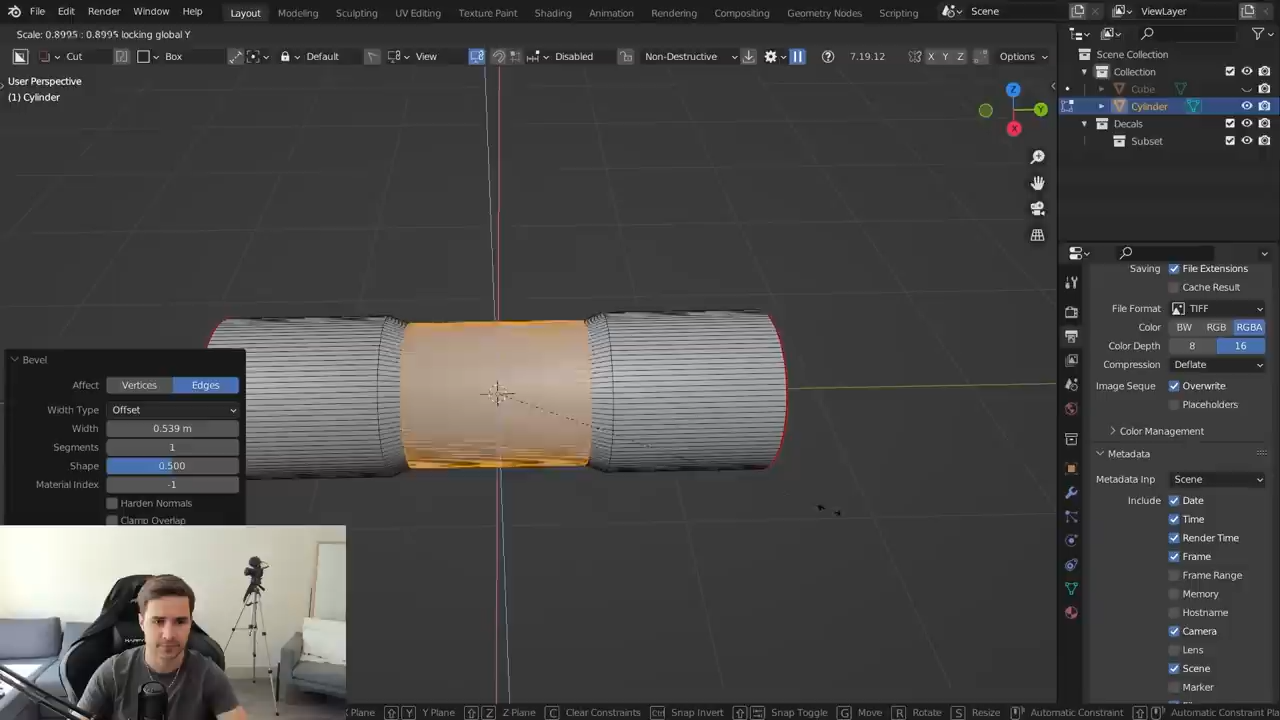 File Edit Render Window Help Layout Modeling Sculpting UV Editing Texture Paint Shading Animation Rendering Compositing Geometry Nodes Scripting Scene ViewLayer
Scale: 0.8995 : 0.8995 locking global Y
Cut Box Default View Disabled Non-Destructive 7.19.12 X Y Z Options
User Perspective
(1) Cylinder
Z
Y
X
Scene Collection
Collection
Cube
Cylinder
Decals
Subset
Saving File Extensions
Cache Result
File Format TIFF
Color BW RGB RGBA
Color Depth 8 16
Compression Deflate
Image Seque Overwrite
Placeholders
Color Management
Metadata
Metadata Inp Scene
Include Date
Time
Render Time
Frame
Frame Range
Memory
Hostname
Camera
Lens
Scene
Marker
Bevel
Affect Vertices Edges
Width Type Offset
Width 0.539 m
Segments 1
Shape 0.500
Material Index -1
Harden Normals
Clamp Overlap
X Plane Y Y Plane Z Z-Plane C Clear Constraints Snap Invert Snap Toggle G Move R Rotate S Resize Automatic Constraint Automatic Constraint Pla